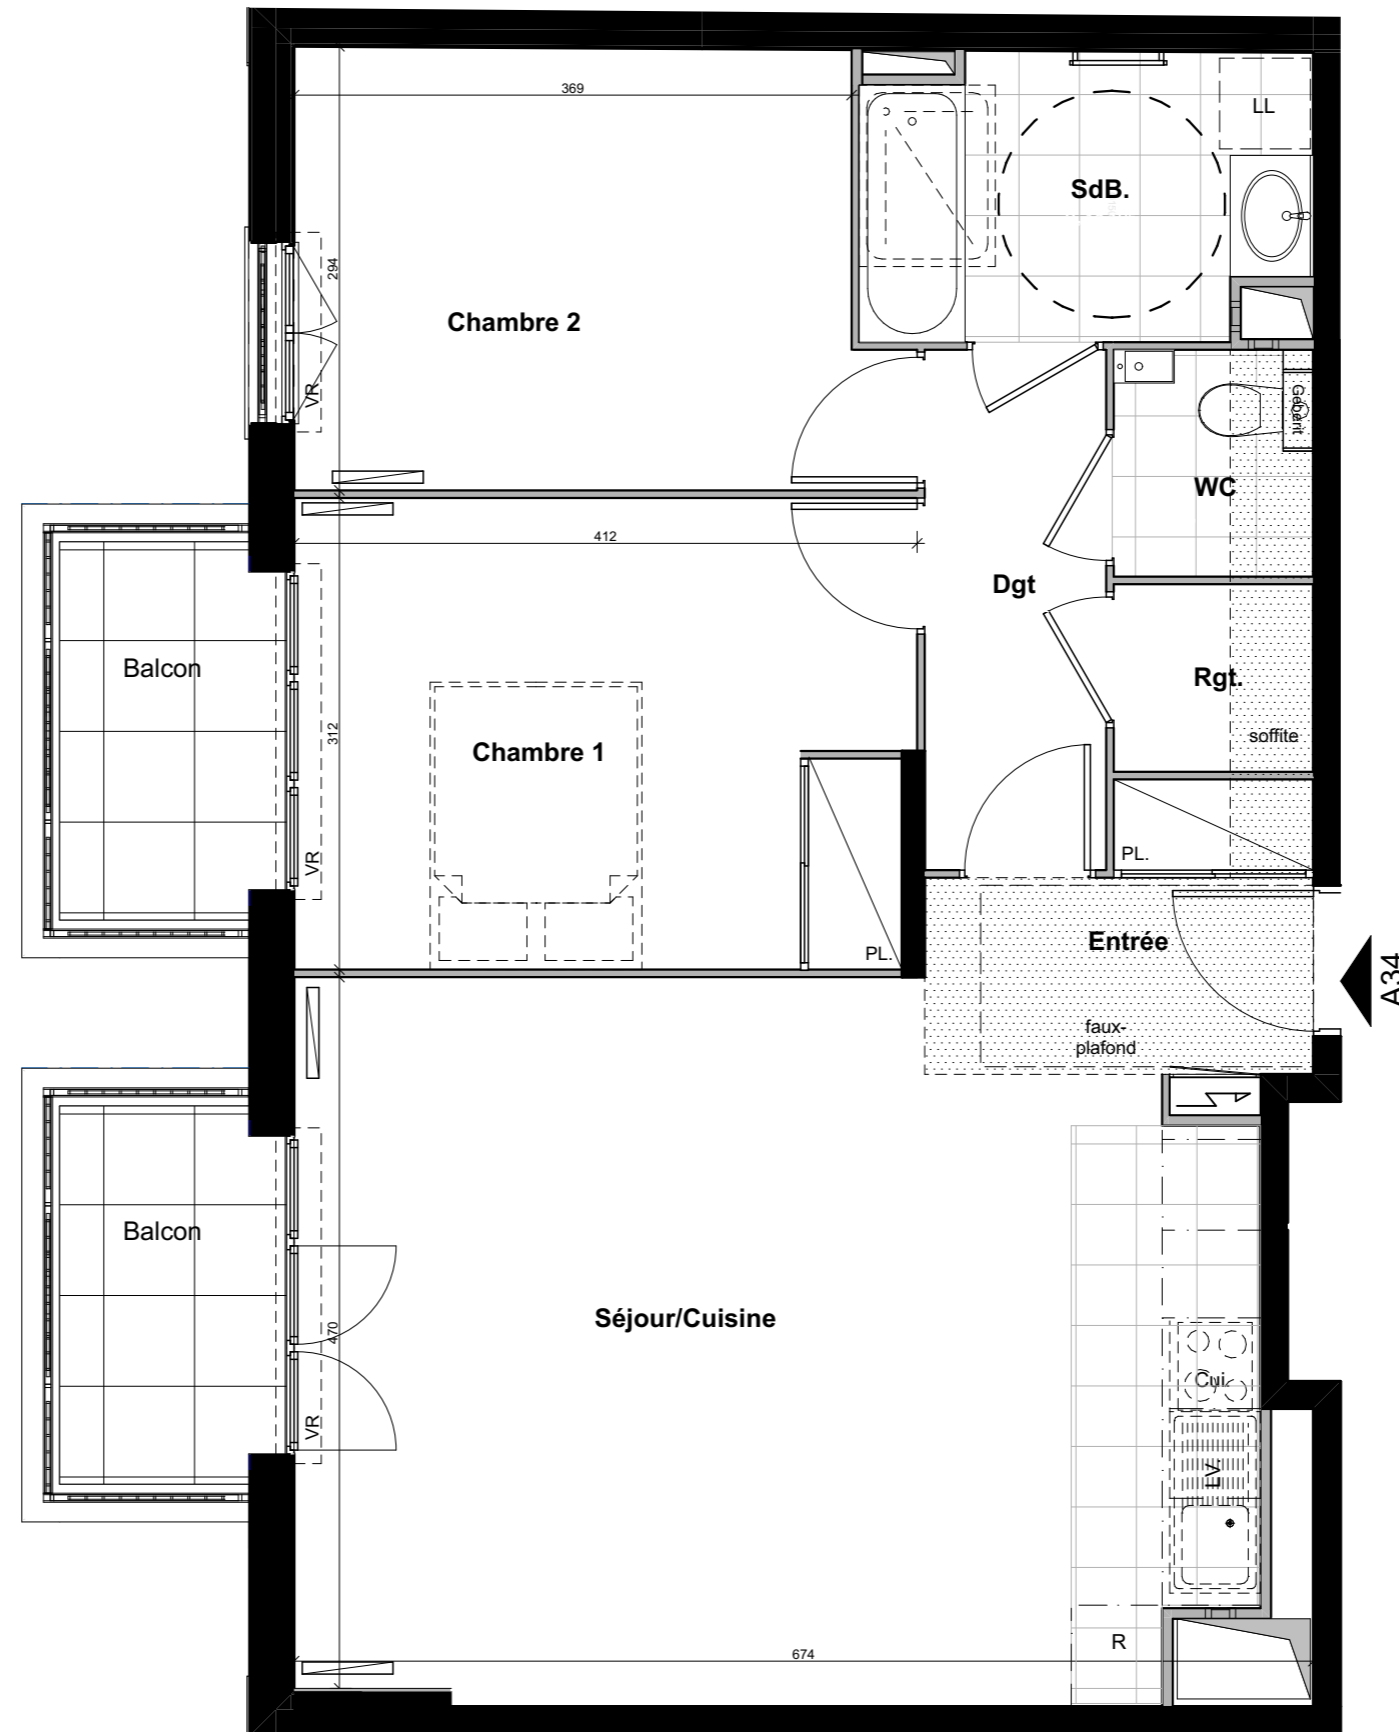 369
LL
SdB.
294
Chambre 2
VR
Geberit
WC
412
Dgt
Balcon
Rgt.
312
soffite
Chambre 1
VR
PL.
PL.
Entrée
A34
faux-
plafond
Balcon
Séjour/Cuisine
470
Cui.
VR
LV.
R
674